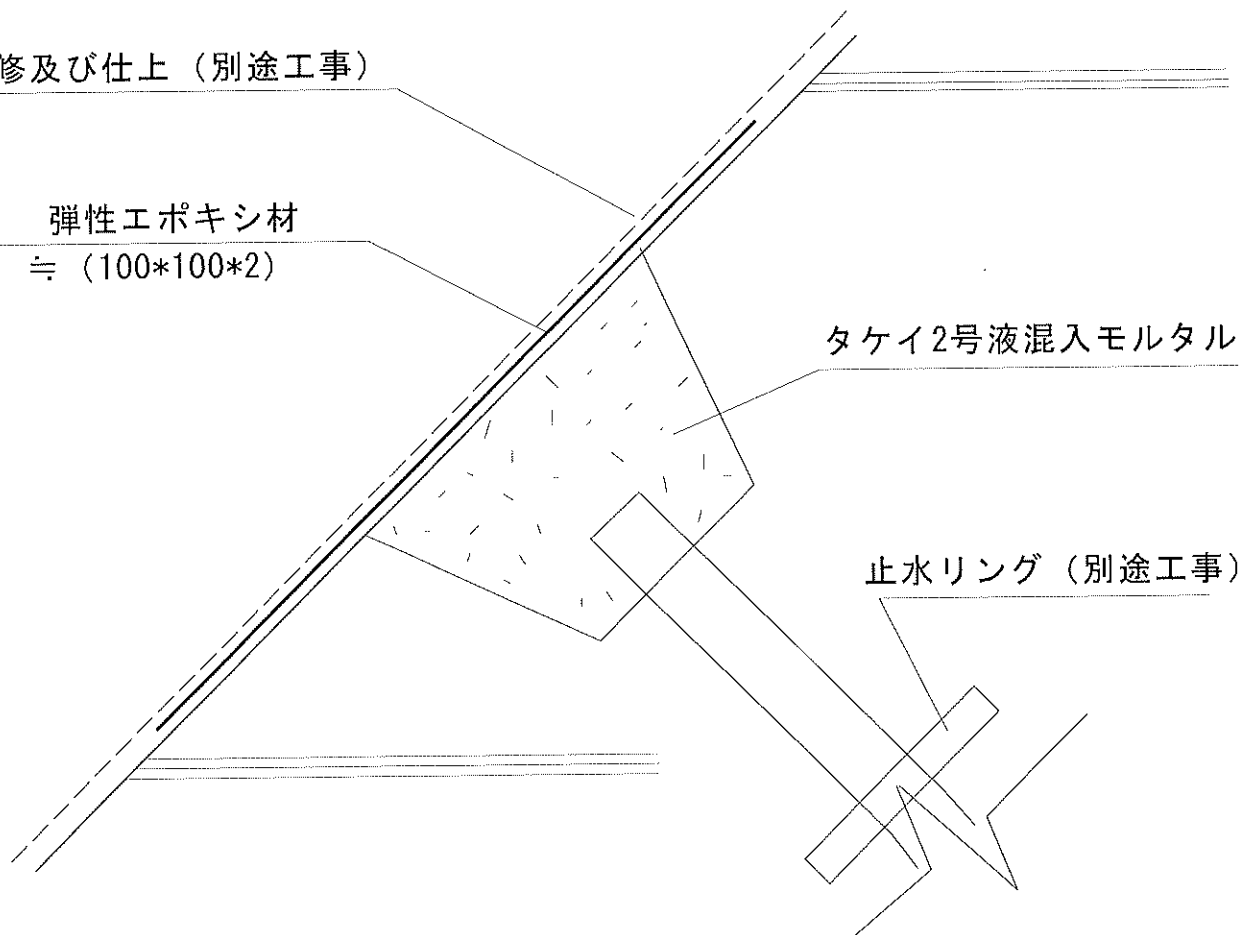 修及び仕上（別途工事）
弾性エポキシ材
≒（100*100*2）
タケイ2号液混入モルタル
止水リング（別途工事）